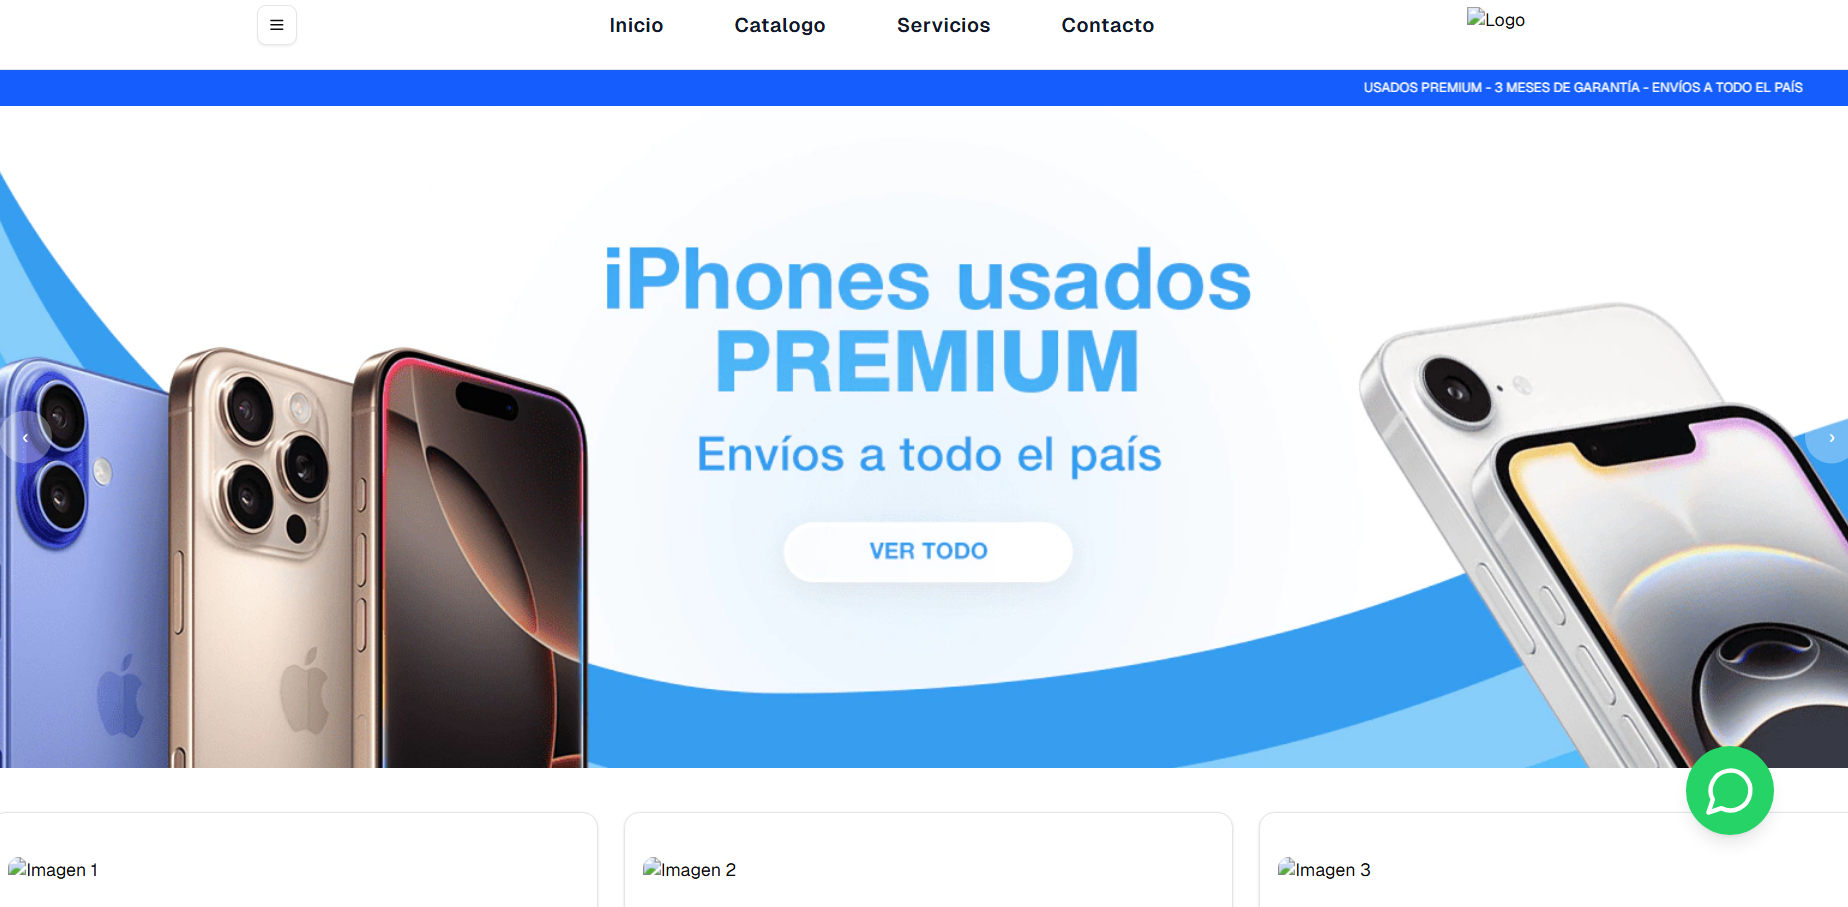 Inicio
Catalogo
Servicios
Contacto
Logo
USADOS PREMIUM - 3 MESES DE GARANTÍA - ENVÍOS A TODO EL PAÍS
iPhones usados
PREMIUM
Envíos a todo el país
VER TODO
Imagen 1
Imagen 2
Imagen 3